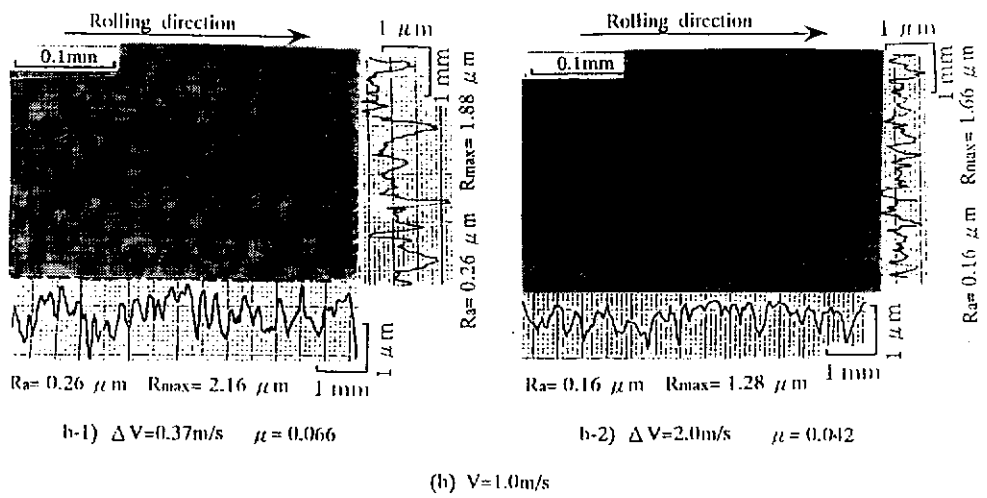 Rolling direction
0.1mm
1 μm
1 mm
Ra= 0.26 μm Rmax= 1.88 μm
1 μm
1 mm
Ra= 0.26 μm Rmax= 2.16 μm
b-1) ΔV=0.37m/s μ= 0.066
Rolling direction
0.1mm
1 μm
1 mm
Ra= 0.16 μm Rmax= 1.66 μm
1 μm
1 mm
Ra= 0.16 μm Rmax= 1.28 μm
b-2) ΔV=2.0m/s μ= 0.042
(b) V=1.0m/s